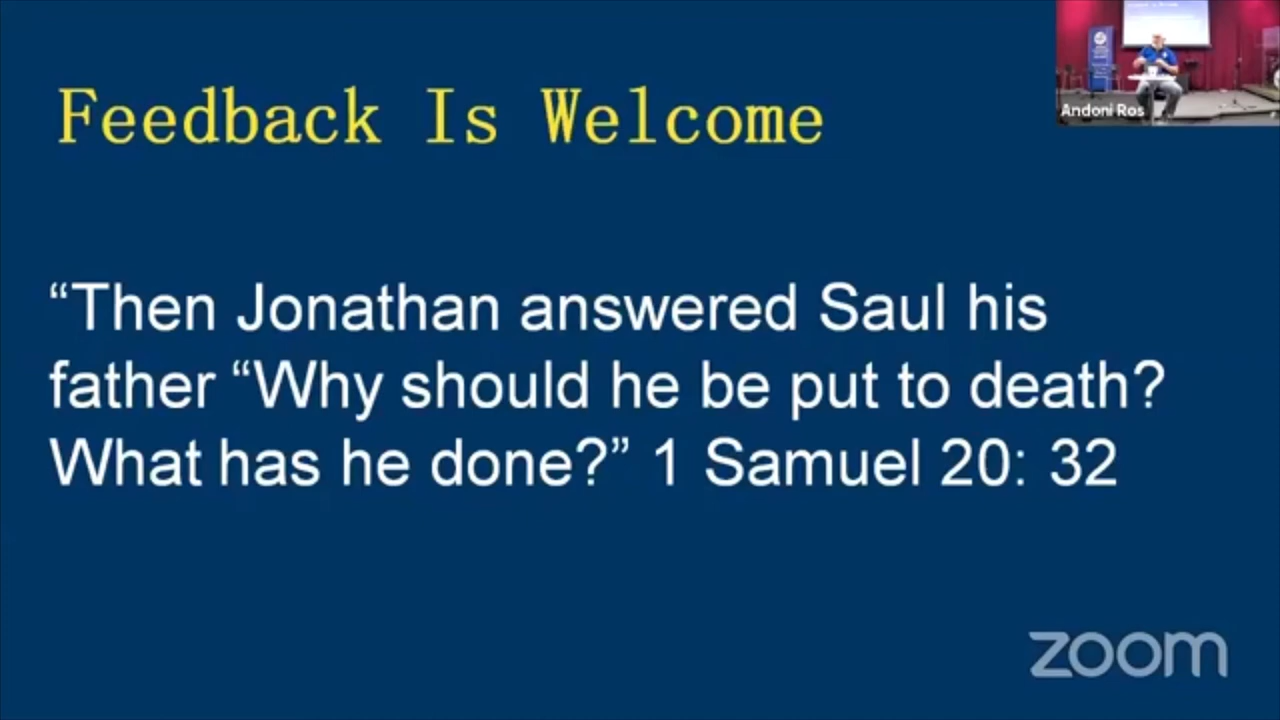 Feedback Is Welcome
Andoni Ros
“Then Jonathan answered Saul his
father “Why should he be put to death?
What has he done?” 1 Samuel 20: 32
zoom